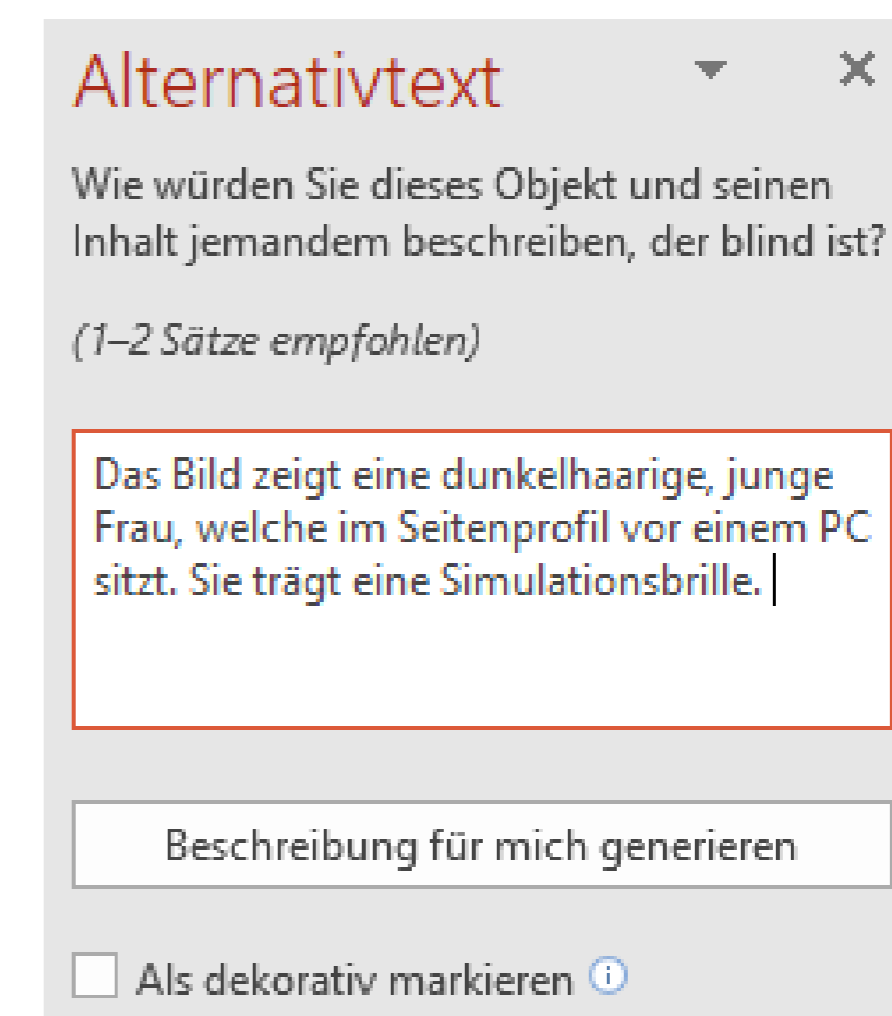 Alternativtext
Wie würden Sie dieses Objekt und seinen
Inhalt jemandem beschreiben, der blind ist?
(1–2 Sätze empfohlen)
Das Bild zeigt eine dunkelhaarige, junge
Frau, welche im Seitenprofil vor einem PC
sitzt. Sie trägt eine Simulationsbrille.
Beschreibung für mich generieren
Als dekorativ markieren